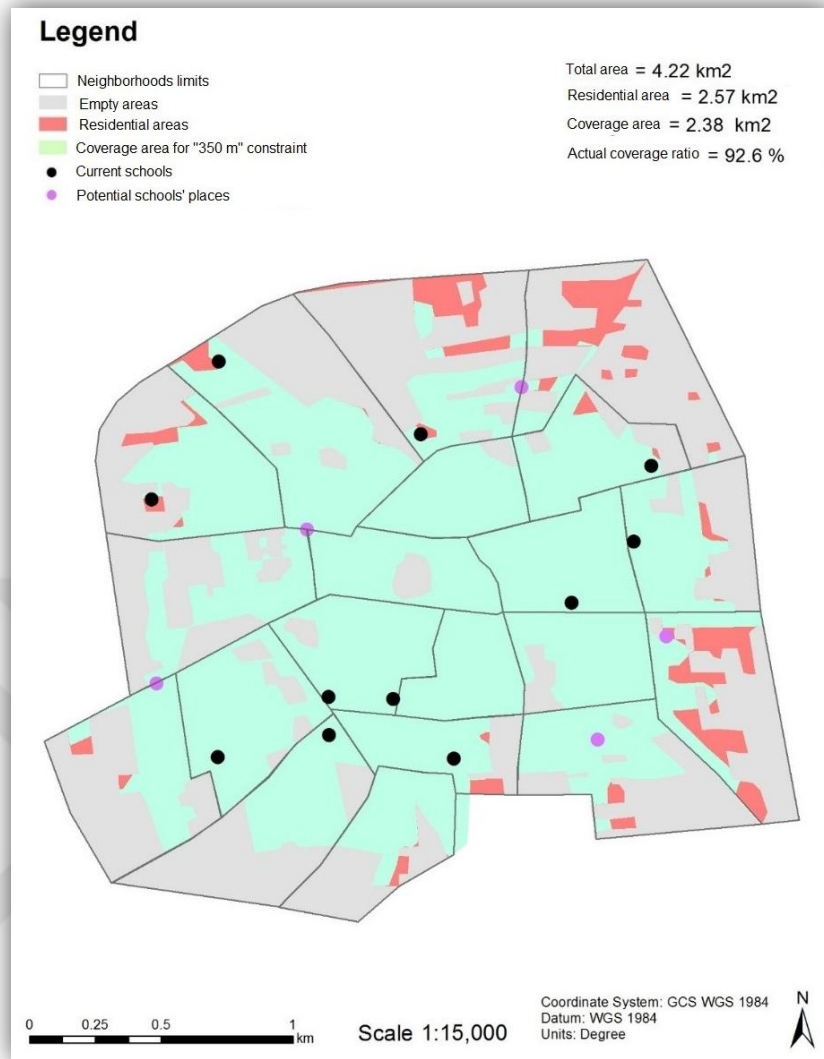 Legend
Neighborhoods limits
Empty areas
Residential areas
Coverage area for "350 m" constraint
Current schools
Potential schools' places
Total area = 4.22 km2
Residential area = 2.57 km2
Coverage area = 2.38 km2
Actual coverage ratio = 92.6 %
0 0.25 0.5 1
km
Scale 1:15,000
Coordinate System: GCS WGS 1984
Datum: WGS 1984
Units: Degree
N